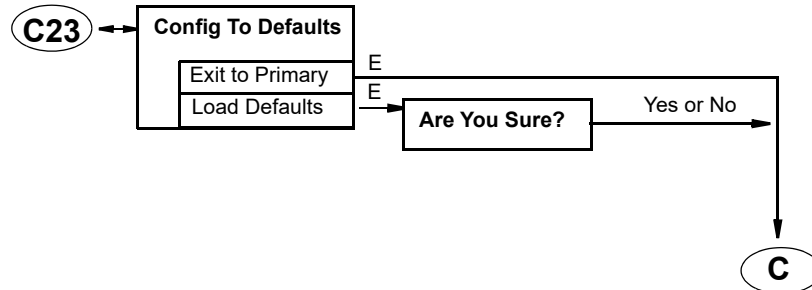 C23
Config To Defaults
Exit to Primary
E
Load Defaults
E
Are You Sure?
Yes or No
C